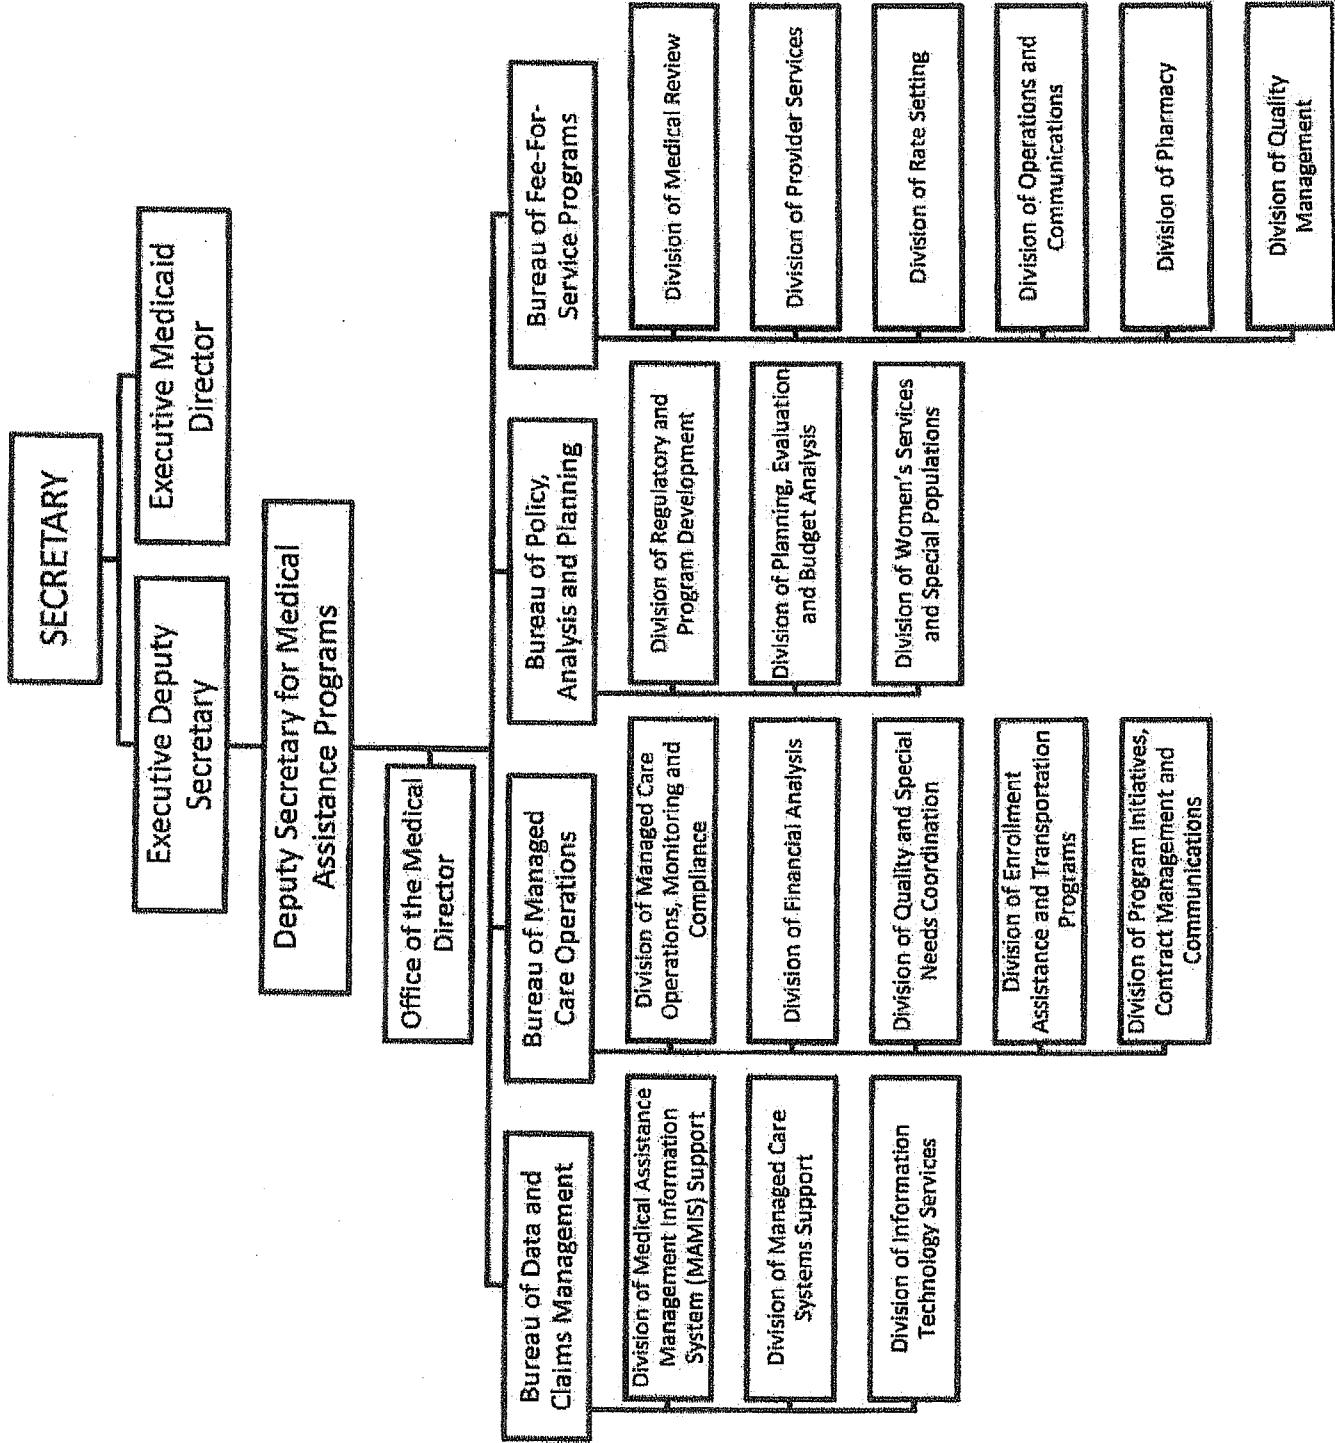 SECRETARY
Executive Deputy
Secretary
Executive Medicaid
Director
Deputy Secretary for Medical
Assistance Programs
Office of the Medical
Director
Bureau of Data and
Claims Management
Division of Medical Assistance
Management Information
System (MAMIS) Support
Division of Managed Care
Systems Support
Division of Information
Technology Services
Bureau of Managed
Care Operations
Division of Managed Care
Operations, Monitoring and
Compliance
Division of Financial Analysis
Division of Quality and Special
Needs Coordination
Division of Enrollment
Assistance and Transportation
Programs
Division of Program Initiatives,
Contract Management and
Communications
Bureau of Policy,
Analysis and Planning
Division of Regulatory and
Program Development
Division of Planning, Evaluation
and Budget Analysis
Division of Women's Services
and Special Populations
Bureau of Fee-For-
Service Programs
Division of Medical Review
Division of Provider Services
Division of Rate Setting
Division of Operations and
Communications
Division of Pharmacy
Division of Quality
Management